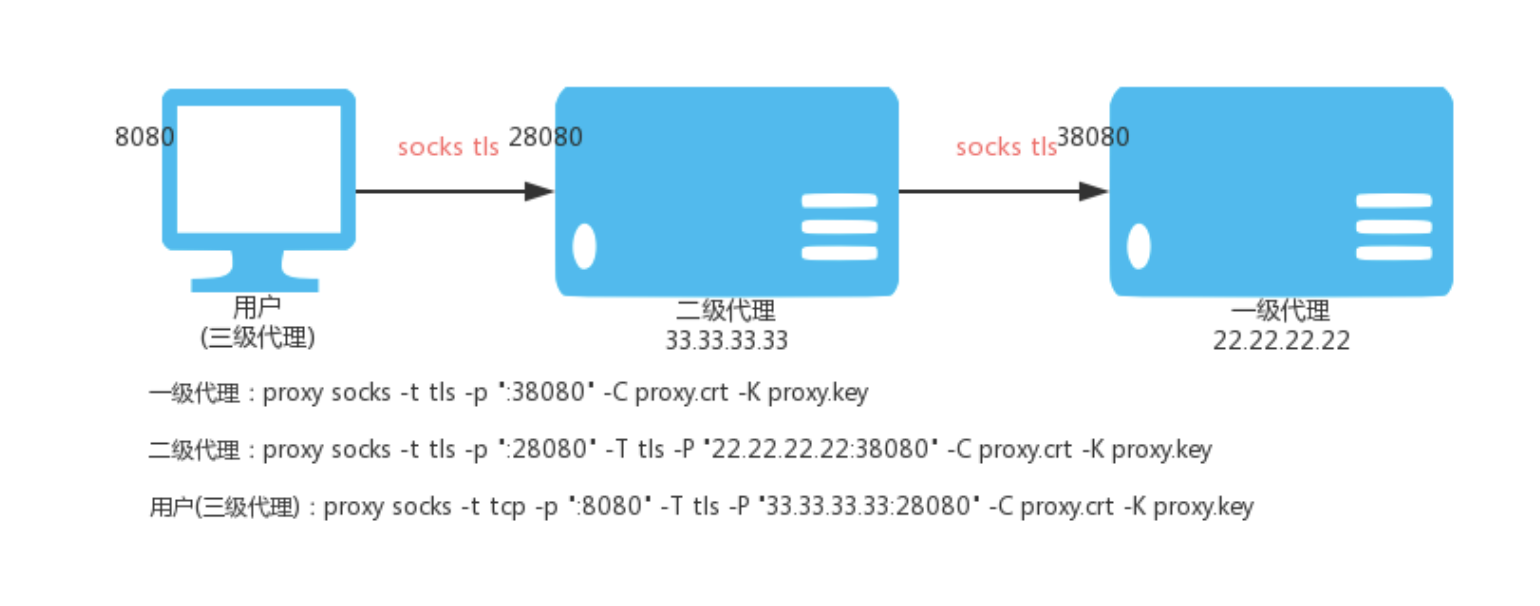 8080
socks tls
28080
socks tls
38080
用户
(三级代理)
二级代理
33.33.33.33
一级代理
22.22.22.22
一级代理：proxy socks -t tls -p ":38080" -C proxy.crt -K proxy.key
二级代理：proxy socks -t tls -p ":28080" -T tls -P "22.22.22.22:38080" -C proxy.crt -K proxy.key
用户(三级代理)：proxy socks -t tcp -p ":8080" -T tls -P "33.33.33.33:28080" -C proxy.crt -K proxy.key